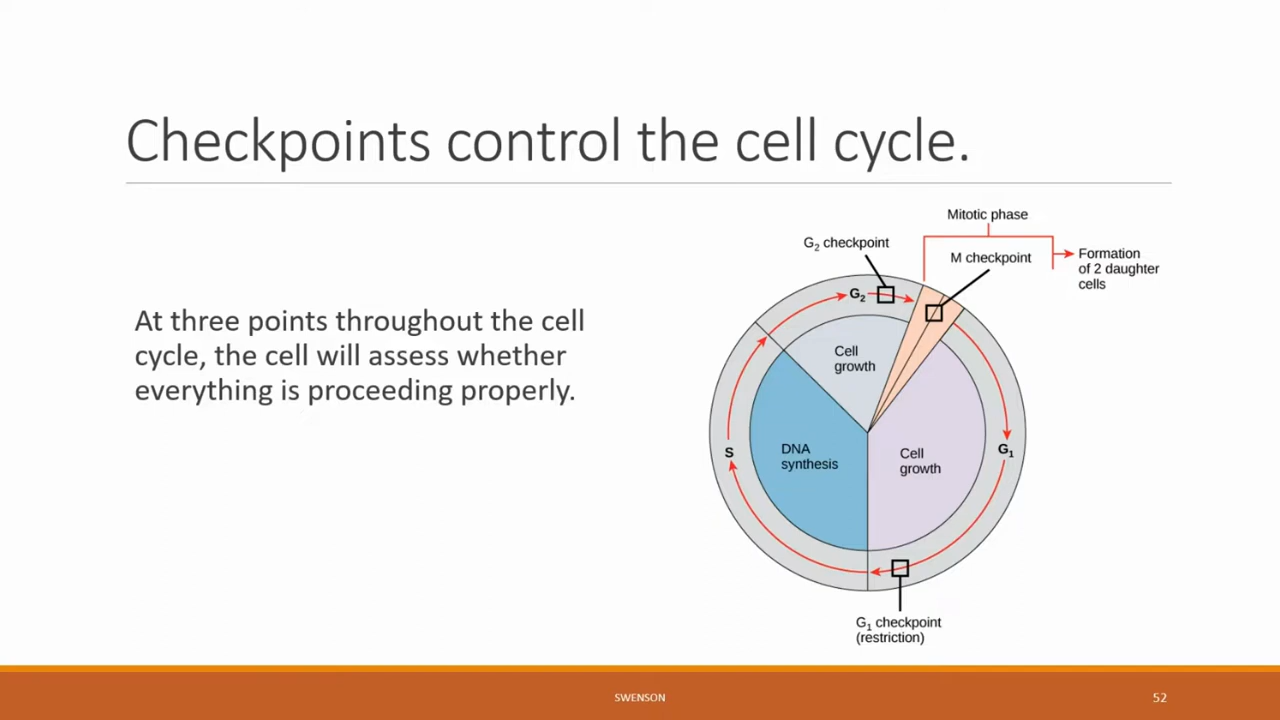 Checkpoints control the cell cycle.
At three points throughout the cell
cycle, the cell will assess whether
everything is proceeding properly.
Mitotic phase
G₂ checkpoint
M checkpoint
Formation
of 2 daughter
cells
G₂
Cell
growth
S
DNA
synthesis
Cell
growth
G₁
G₁ checkpoint
(restriction)
SWENSON
52